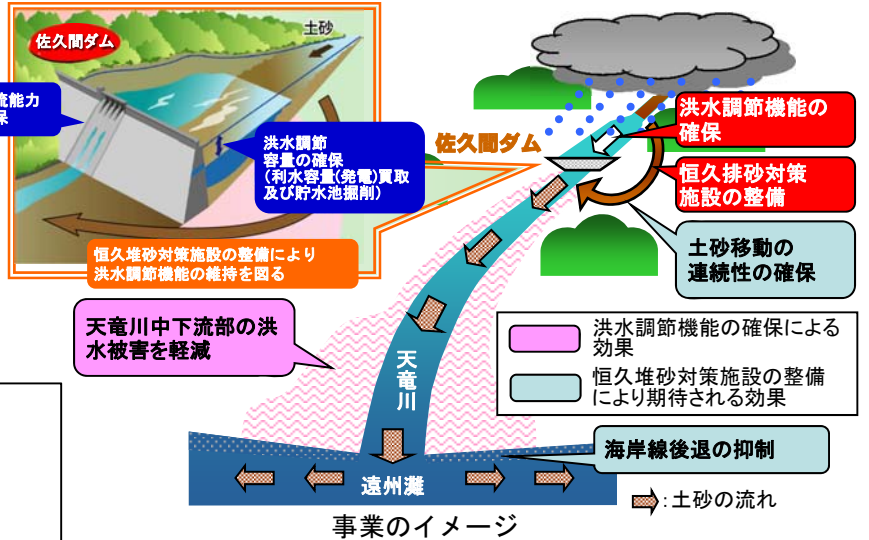 佐久間ダム
土砂
流能力
保
洪水調節
容量の確保
(利水容量(発電)買取
及び貯水池掘削)
恒久堆砂対策施設の整備により
洪水調節機能の維持を図る
佐久間ダム
洪水調節機能の
確保
恒久排砂対策
施設の整備
土砂移動の
連続性の確保
天竜川中下流部の洪
水被害を軽減
洪水調節機能の確保による
効果
恒久堆砂対策施設の整備
により期待される効果
天竜川
海岸線後退の抑制
遠州灘
:土砂の流れ
事業のイメージ